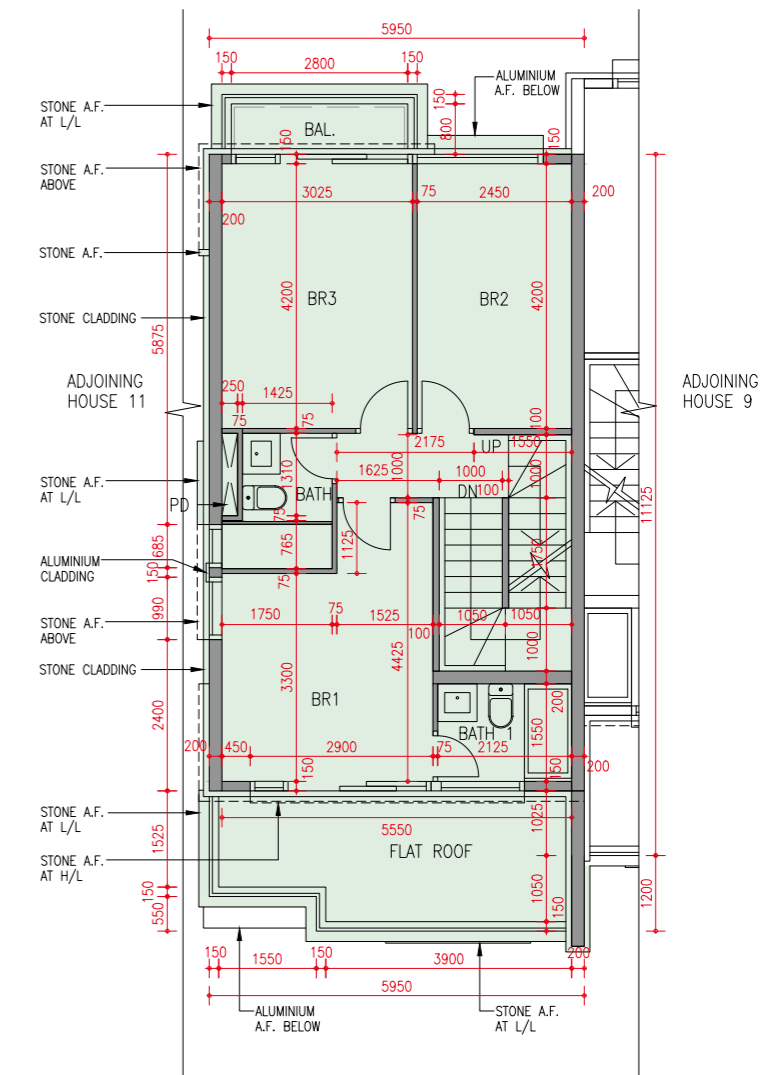 5950
150
2800
150
ALUMINIUM
A.F. BELOW
STONE A.F.
AT L/L
150
800
BAL.
150
150
STONE A.F.
ABOVE
3025
75
2450
200
200
STONE A.F.
BR3
BR2
4200
4200
STONE CLADDING
5875
ADJOINING
HOUSE 11
ADJOINING
HOUSE 9
250
1425
75
75
100
2175
UP
1550
1625
1000
1000
DN
100
1000
1310
BATH
STONE A.F.
AT L/L
PD
75
75
11125
685
765
1125
1750
ALUMINIUM
CLADDING
150
75
990
1750
75
1525
100
1050
1050
STONE A.F.
ABOVE
4425
1000
STONE CLADDING
3300
BR1
200
2400
BATH 1
1550
200
450
2900
75
2125
200
150
150
STONE A.F.
AT L/L
1525
5550
1025
FLAT ROOF
STONE A.F.
AT H/L
150
550
1050
150
1200
150
1550
150
3900
200
5950
ALUMINIUM
A.F. BELOW
STONE A.F.
AT L/L